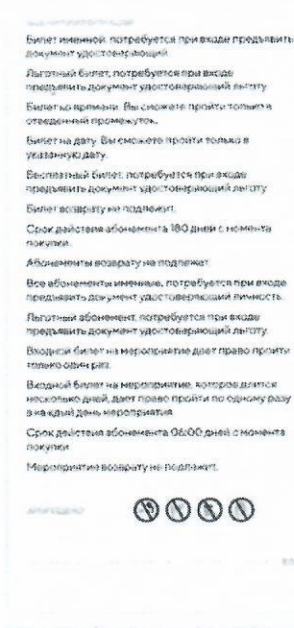 Билет именной, потребуется при входе предъявить
документ удостоверяющий
Льготный билет, потребуется при входе
предъявить документ удостоверяющий льготу
Билет ко времени. Вы сможете пройти только в
отведенный промежуток.
Билет на дату. Вы сможете пройти только в
указанную дату.
Бесплатный билет, потребуется при входе
предъявить документ удостоверяющий льготу
Билет возврату не подлежит.
Срок действия абонемента 180 дней с момента
покупки.
Абонементы возврату не подлежат
Все абонементы именные, потребуется при входе
предъявить документ удостоверяющий личность.
Льготный абонемент, потребуется при входе
предъявить документ удостоверяющий льготу.
Входной билет на мероприятие дает право пройти
только один раз.
Входной билет на мероприятие, которое длится
несколько дней, дает право пройти по одному разу
в каждый день мероприятия
Срок действия абонемента 06:00 дней с момента
покупки
Мероприятие возврату не подлежит.
ЗАПРЕЩЕНО